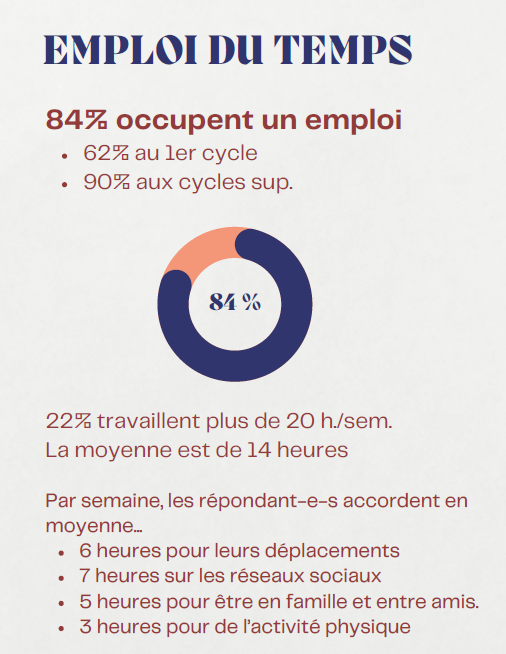 EMPLOI DU TEMPS
84% occupent un emploi
• 62% au 1er cycle
• 90% aux cycles sup.
84 %
22% travaillent plus de 20 h./sem.
La moyenne est de 14 heures
Par semaine, les répondant-e-s accordent en
moyenne...
• 6 heures pour leurs déplacements
• 7 heures sur les réseaux sociaux
• 5 heures pour être en famille et entre amis.
• 3 heures pour de l'activité physique